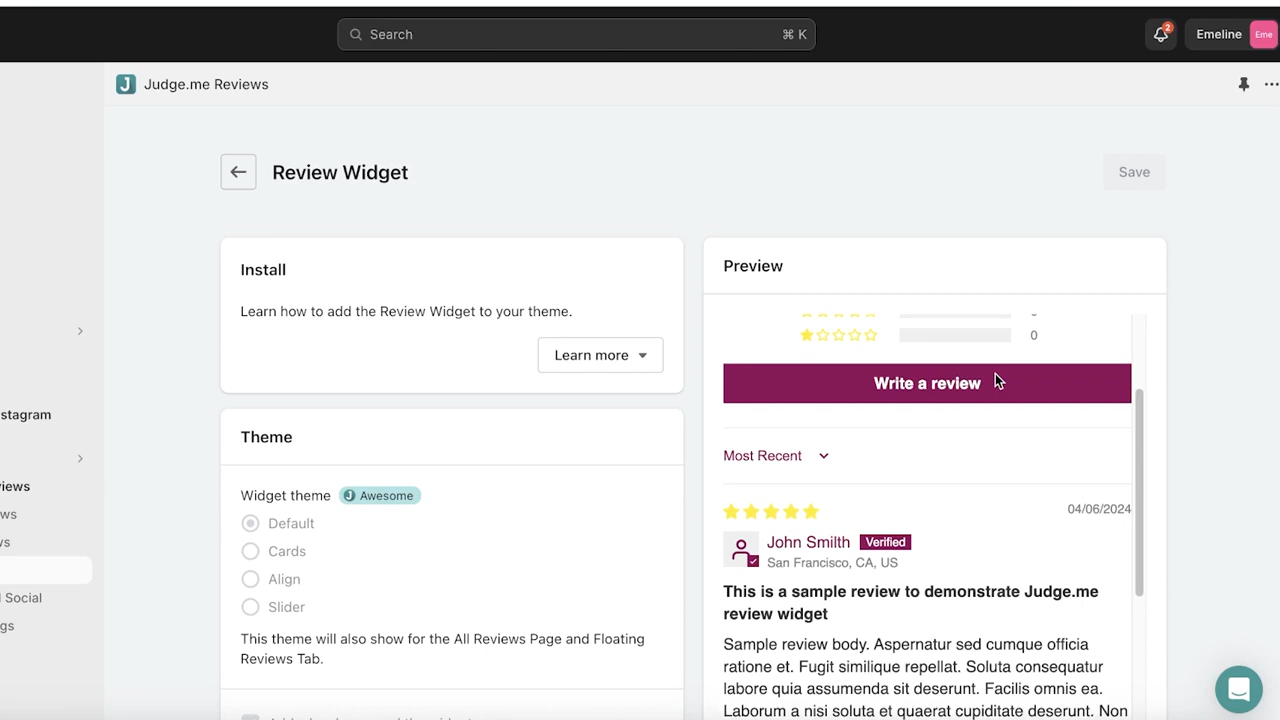 Search
⌘ K
2
Emeline
Eme
Judge.me Reviews
Review Widget
Save
Install
Learn how to add the Review Widget to your theme.
Learn more
Theme
Widget theme
J Awesome
Default
Cards
Align
Slider
This theme will also show for the All Reviews Page and Floating
Reviews Tab.
Preview
0
Write a review
Most Recent
04/06/2024
John Smilth Verified
San Francisco, CA, US
This is a sample review to demonstrate Judge.me
review widget
Sample review body. Aspernatur sed cumque officia
ratione et. Fugit similique repellat. Soluta consequatur
labore quia assumenda sit deserunt. Facilis omnis ea.
Laborum a nisi soluta et quaerat cupiditate deserunt. Non
stagram
views
ws
s
l Social
gs